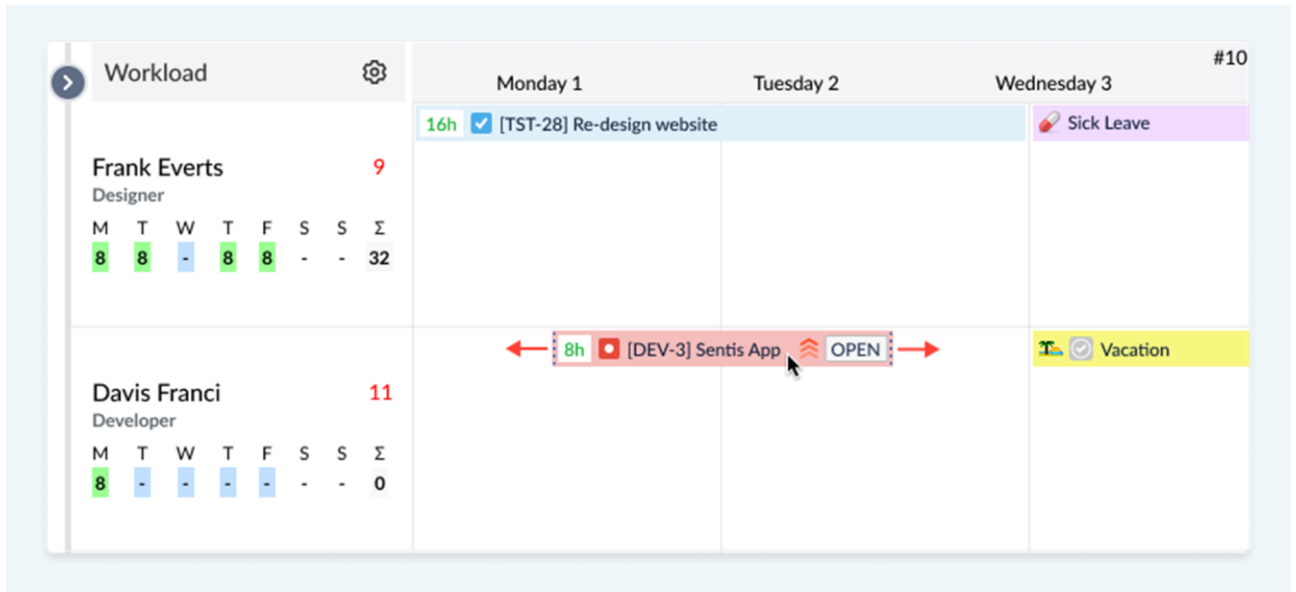 #10
Workload
Monday 1 Tuesday 2 Wednesday 3
16h [TST-28] Re-design website Sick Leave
Frank Everts 9
Designer
M T W T F S S Σ
8 8 - 8 8 - - 32
8h [DEV-3] Sentis App OPEN Vacation
Davis Franci 11
Developer
M T W T F S S Σ
8 - - - - - - 0